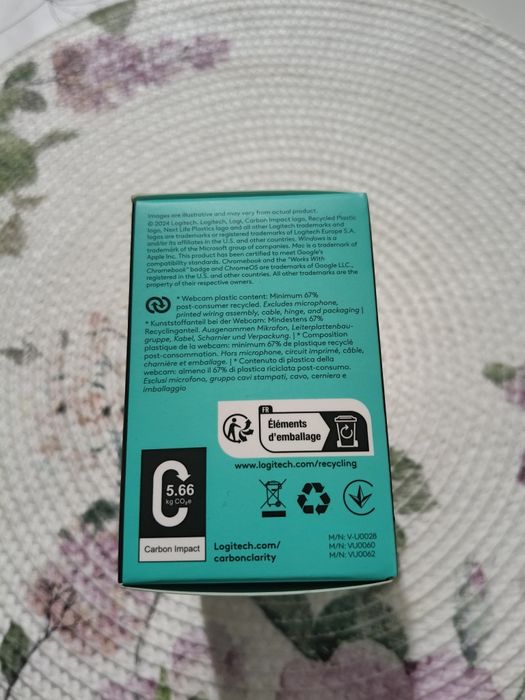 Images are illustrative and may vary from actual product.
© 2024 Logitech. Logitech, Logi, Carbon Impact logo, Recycled Plastic
logo, Next Life Plastics logo and all other Logitech trademarks and
logos are trademarks or registered trademarks of Logitech Europe S.A.
and/or its affiliates in the U.S. and other countries. Windows is a
trademark of the Microsoft group of companies. Mac is a trademark of
Apple Inc. This product has been certified to meet Google's
compatibility standards. Chromebook and the "Works With
Chromebook" badge and ChromeOS are trademarks of Google LLC.,
registered in the U.S. and other countries. All other trademarks are the
property of their respective owners.
* Webcam plastic content: Minimum 67%
post-consumer recycled. Excludes microphone,
printed wiring assembly, cable, hinge, and packaging |
* Kunststoffanteil bei der Webcam: Mindestens 67%
Recyclinganteil. Ausgenommen Mikrofon, Leiterplattenbau-
gruppe, Kabel, Scharnier und Verpackung. | * Composition
plastique de la webcam: minimum 67% de plastique recyclé
post-consommation. Hors microphone, circuit imprimé, câble,
charnière et emballage. | * Contenuto di plastica della
webcam: almeno il 67% di plastica riciclata post-consumo.
Esclusi microfono, gruppo cavi stampati, cavo, cerniera e
imballaggio
FR
Éléments
d'emballage
www.logitech.com/recycling
5.66
kg CO₂e
Carbon Impact
Logitech.com/
carbonclarity
M/N: V-U0028
M/N: VU0060
M/N: VU0062